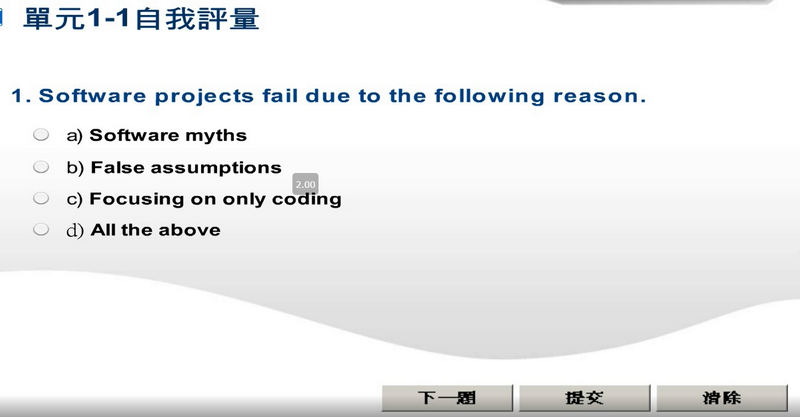 單元1-1自我評量
1. Software projects fail due to the following reason.
a) Software myths
b) False assumptions
2.00
c) Focusing on only coding
d) All the above
下一題 提交 清除